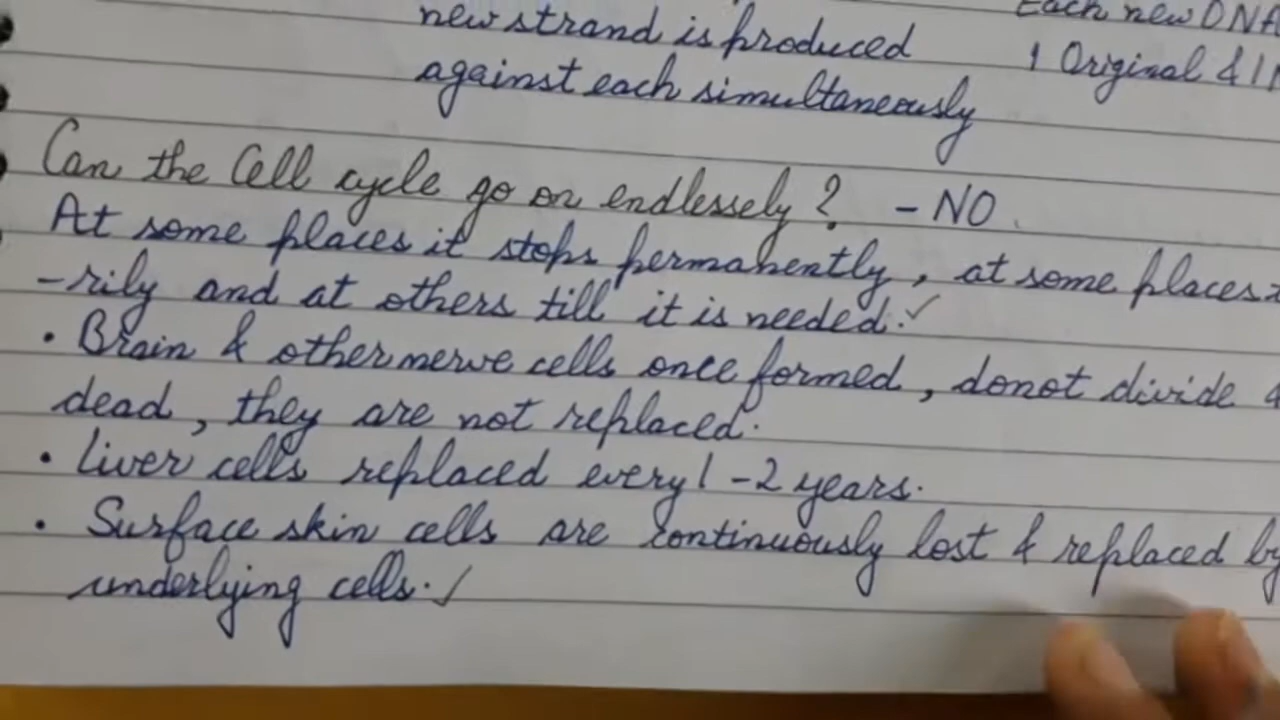 new strand is produced
against each simultaneously
Each new DNA
1 Original & 1
Can the Cell cycle go on endlessely? - NO.
At some places it stops permanently, at some places
-rily and at others till it is needed. ✓
• Brain & other nerve cells once formed, donot divide &
dead, they are not replaced.
• Liver cells replaced every 1-2 years.
• Surface skin cells are continuously lost & replaced by
underlying cells. ✓